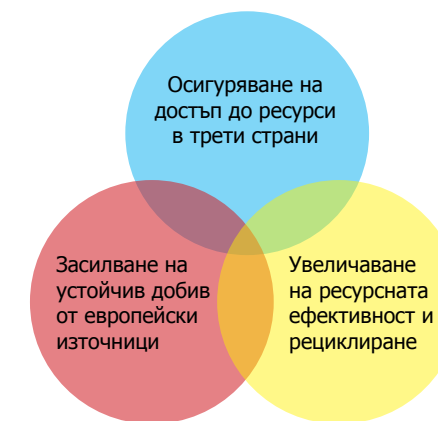 Осигуряване на
достъп до ресурси
в трети страни
Засилване на
устойчив добив
от европейски
източници
Увеличаване
на ресурсната
ефективност и
рециклиране